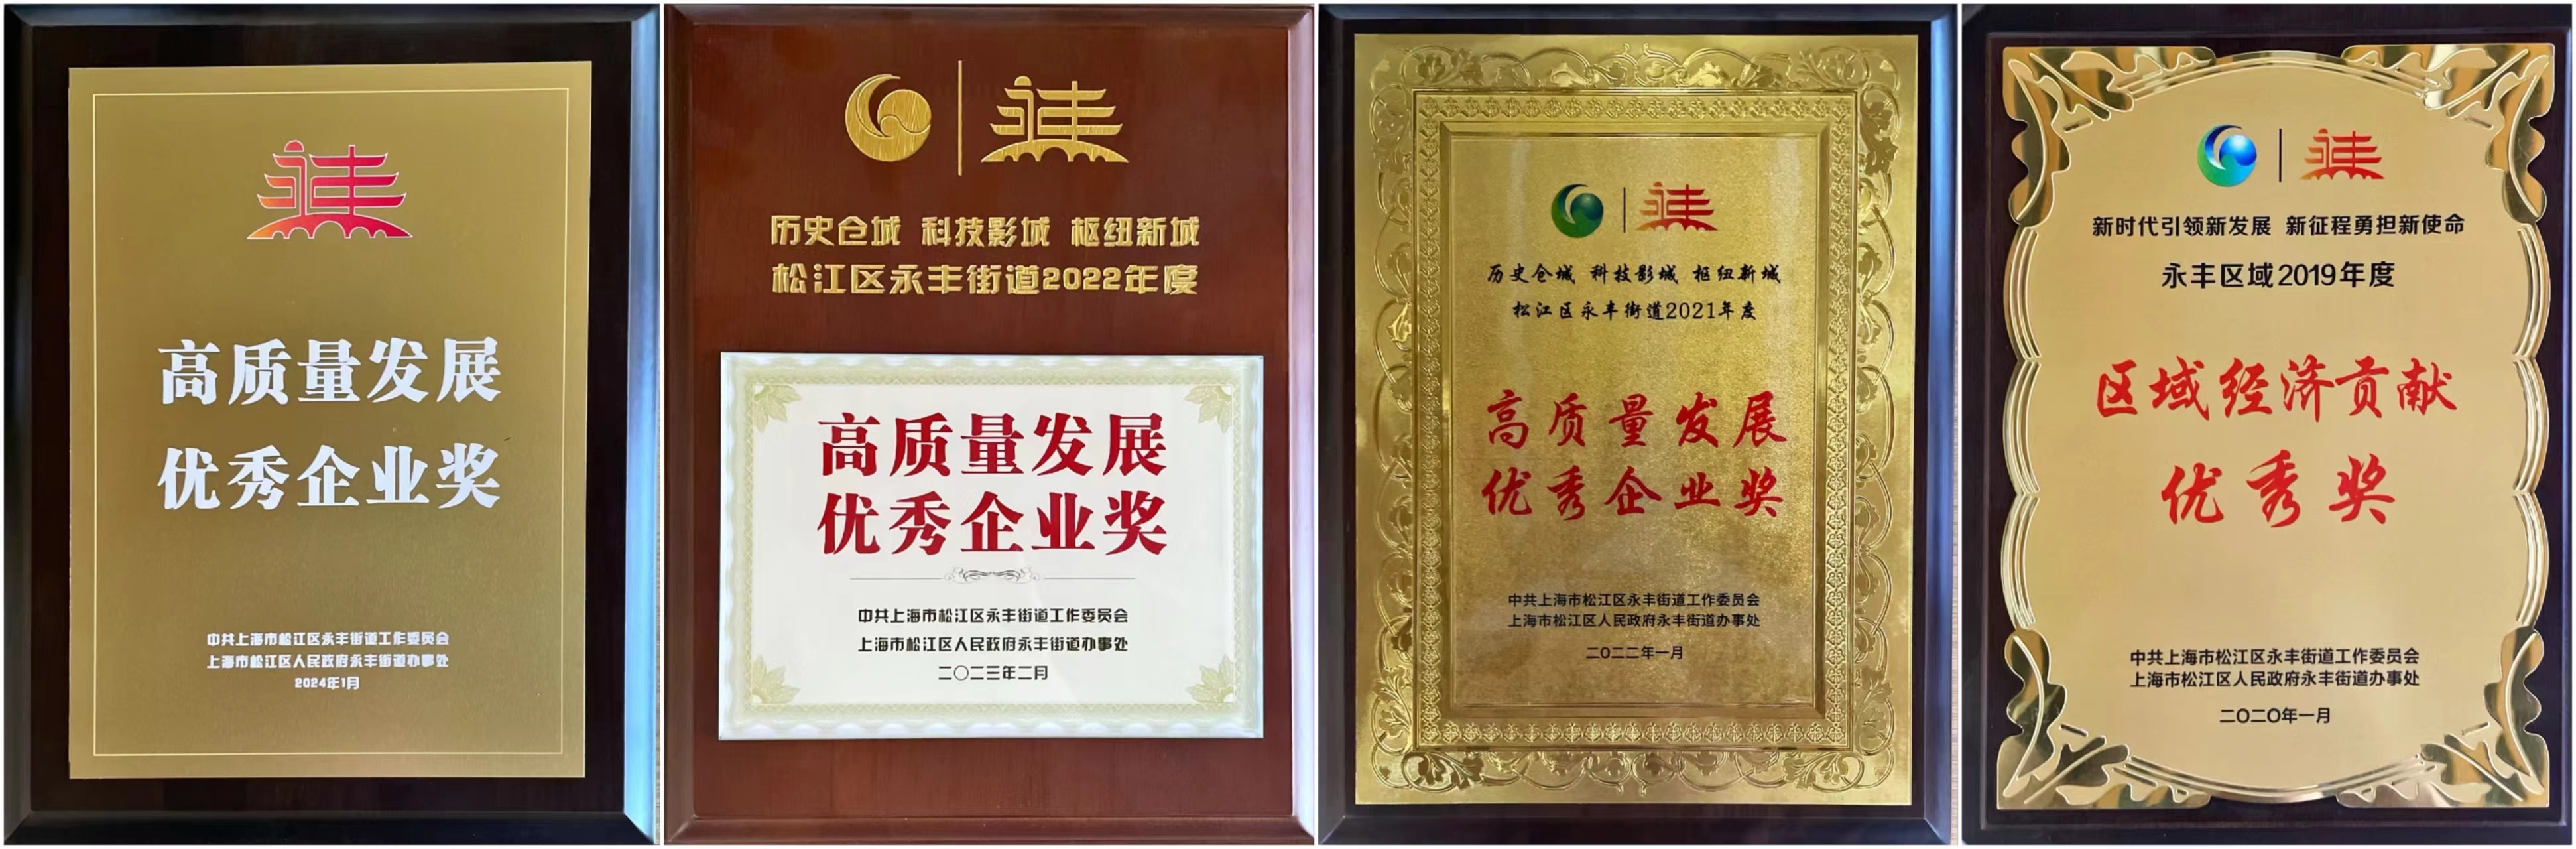 高质量发展
优秀企业奖
中共上海市松江区永丰街道工作委员会
上海市松江区人民政府永丰街道办事处
2024年1月
历史仓城 科技影城 枢纽新城
松江区永丰街道2022年度
高质量发展
优秀企业奖
中共上海市松江区永丰街道工作委员会
上海市松江区人民政府永丰街道办事处
二〇二三年二月
历史仓城 科技影城 枢纽新城
松江区永丰街道2021年度
高质量发展
优秀企业奖
中共上海市松江区永丰街道工作委员会
上海市松江区人民政府永丰街道办事处
二〇二二年一月
新时代引领新发展 新征程勇担新使命
永丰区域2019年度
区域经济贡献
优秀奖
中共上海市松江区永丰街道工作委员会
上海市松江区人民政府永丰街道办事处
二〇二〇年一月